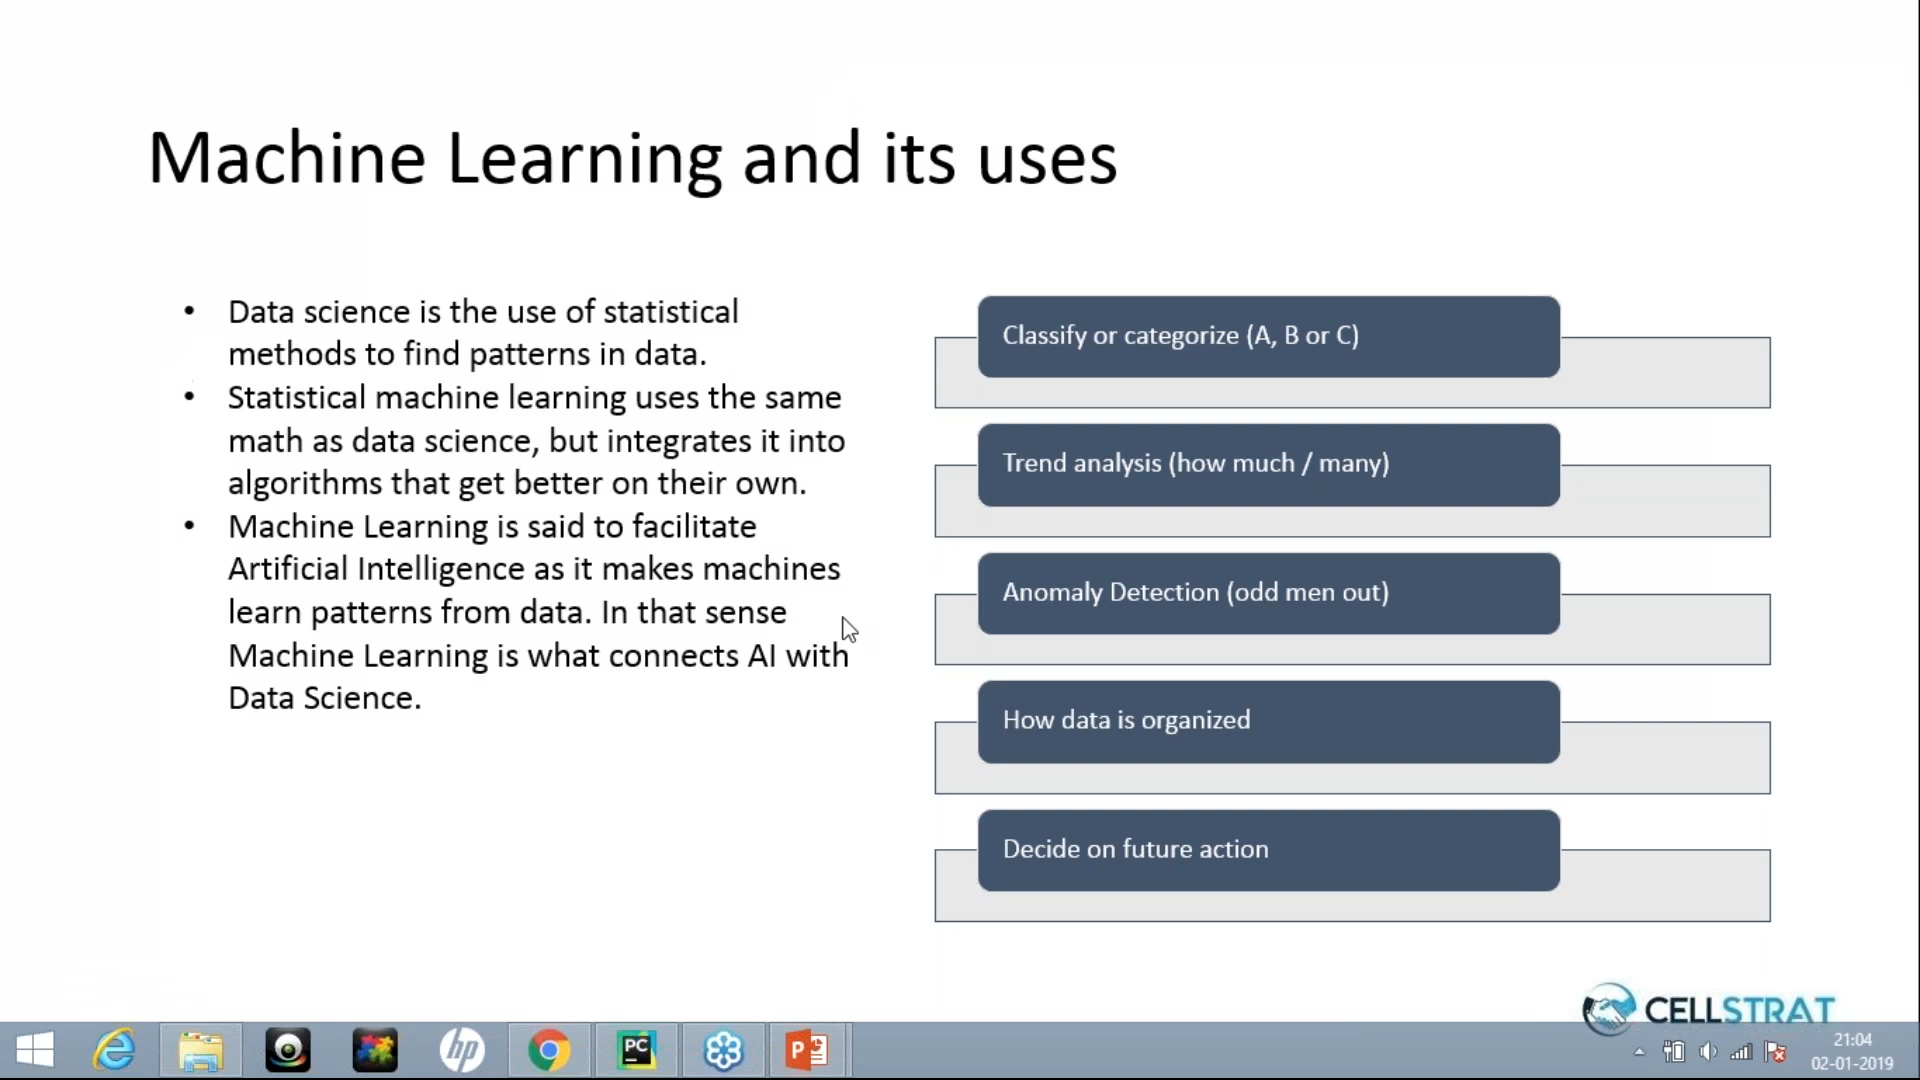 Machine Learning and its uses
• Data science is the use of statistical
methods to find patterns in data.
• Statistical machine learning uses the same
math as data science, but integrates it into
algorithms that get better on their own.
• Machine Learning is said to facilitate
Artificial Intelligence as it makes machines
learn patterns from data. In that sense
Machine Learning is what connects AI with
Data Science.
Classify or categorize (A, B or C)
Trend analysis (how much / many)
Anomaly Detection (odd men out)
How data is organized
Decide on future action
CELLSTRAT
hp
PC
P
21:04
02-01-2019